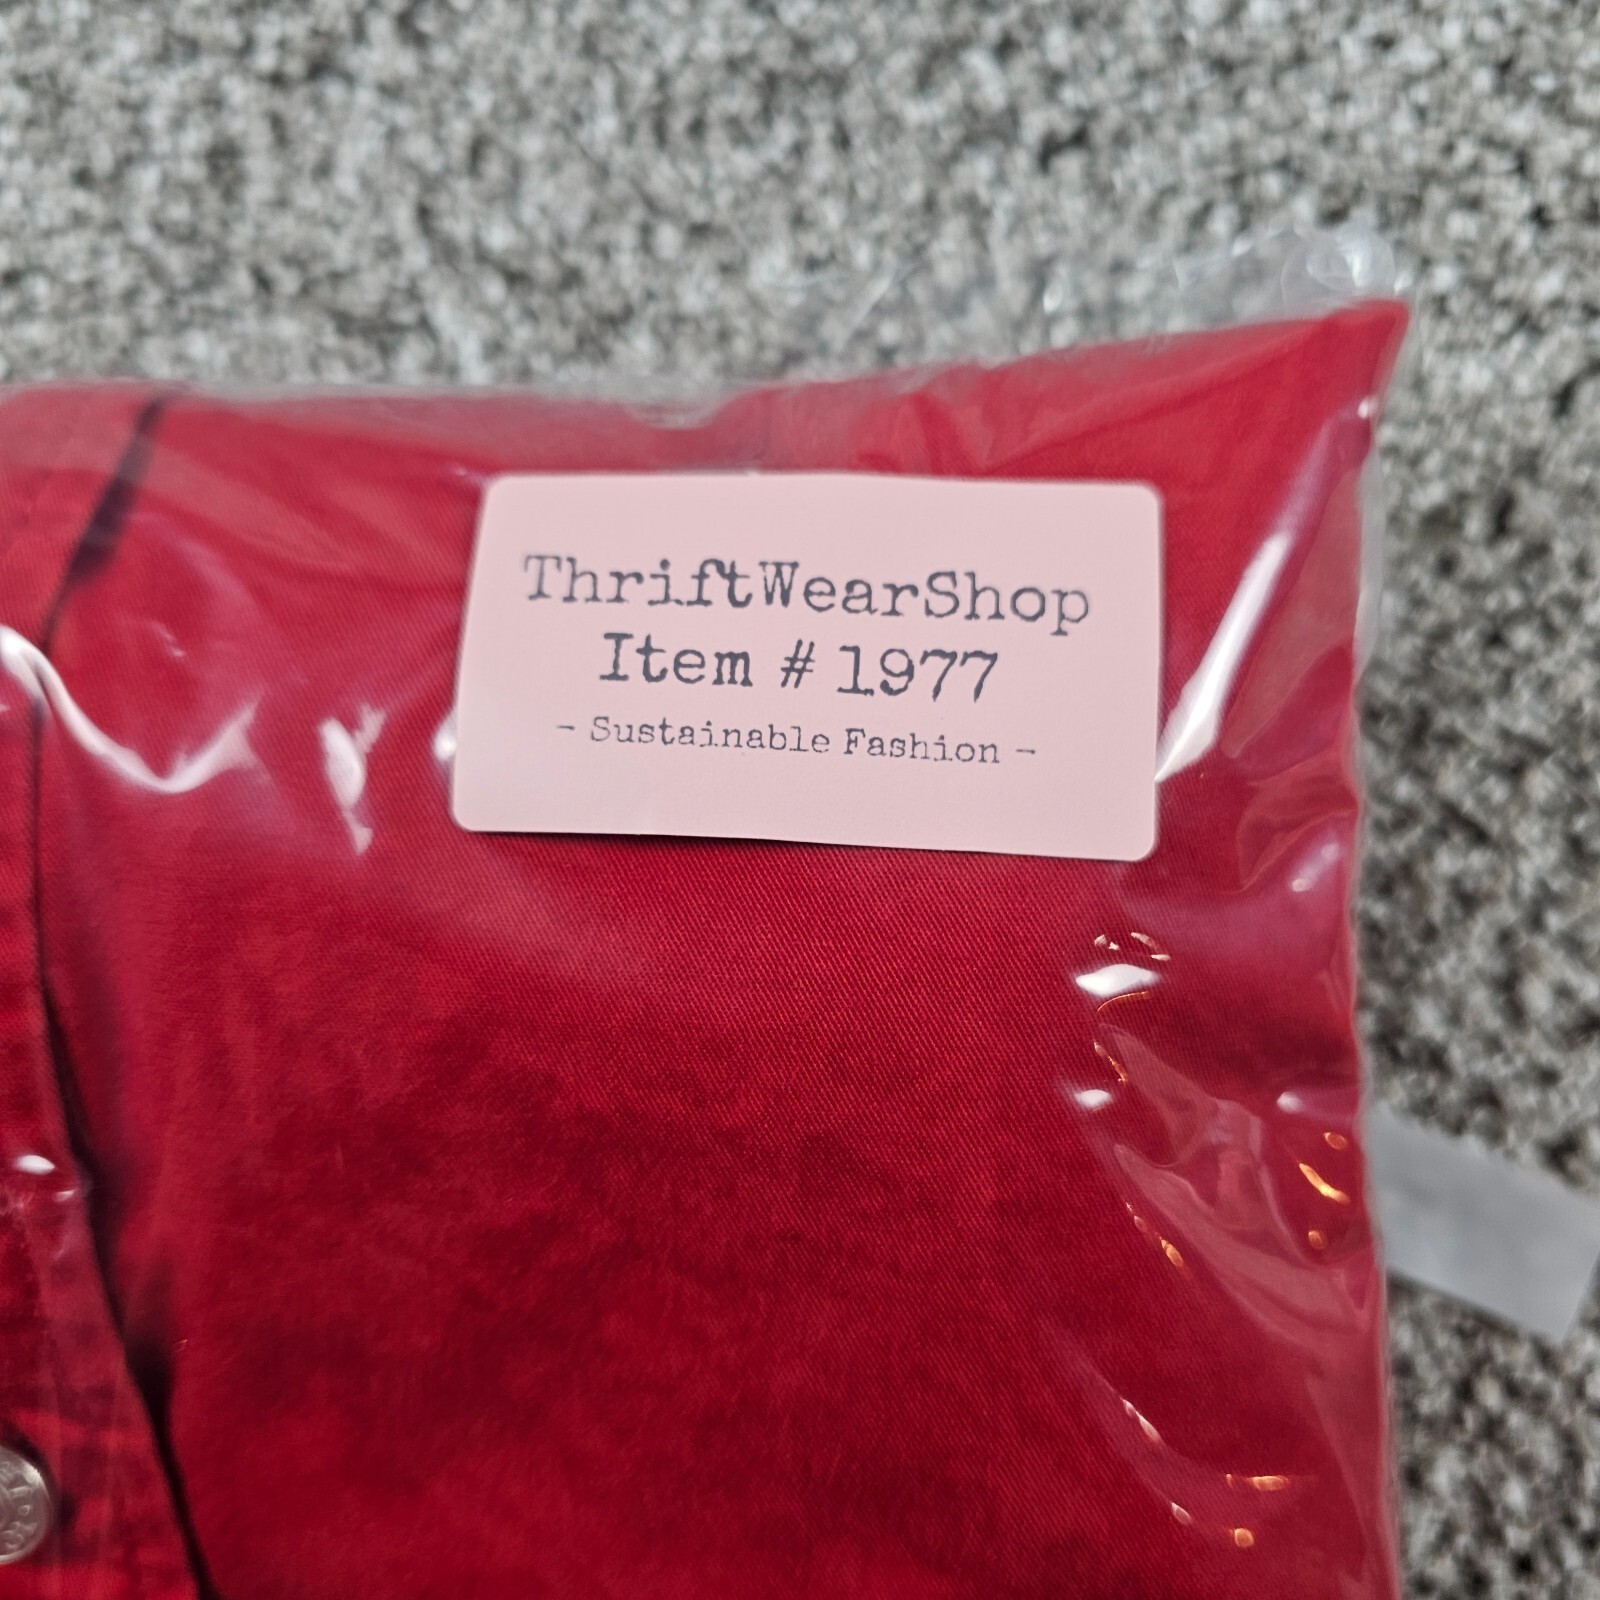 ThriftWearShop
Item # 1977
- Sustainable Fashion -